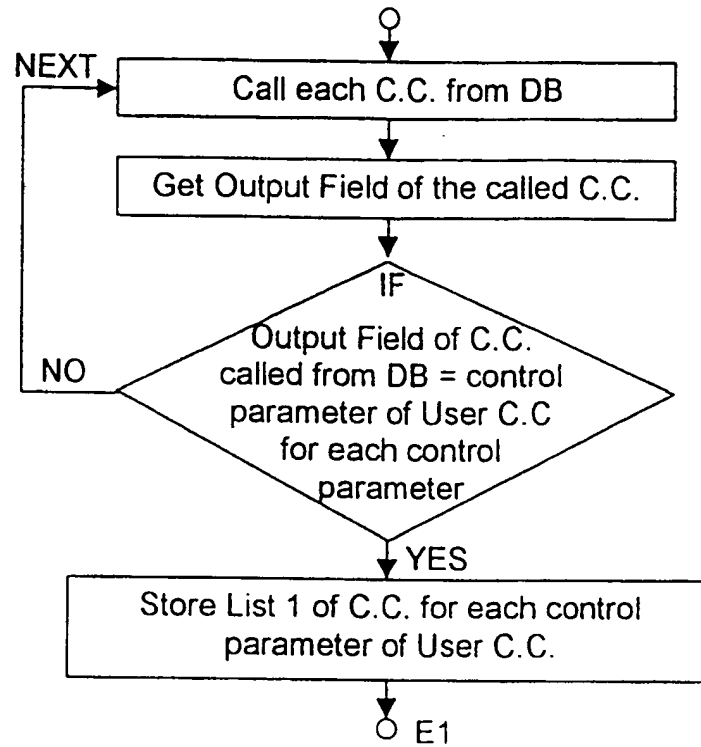 NEXT
Call each C.C. from DB
Get Output Field of the called C.C.
IF
Output Field of C.C.
called from DB = control
parameter of User C.C
for each control
parameter
NO
YES
Store List 1 of C.C. for each control
parameter of User C.C.
E1